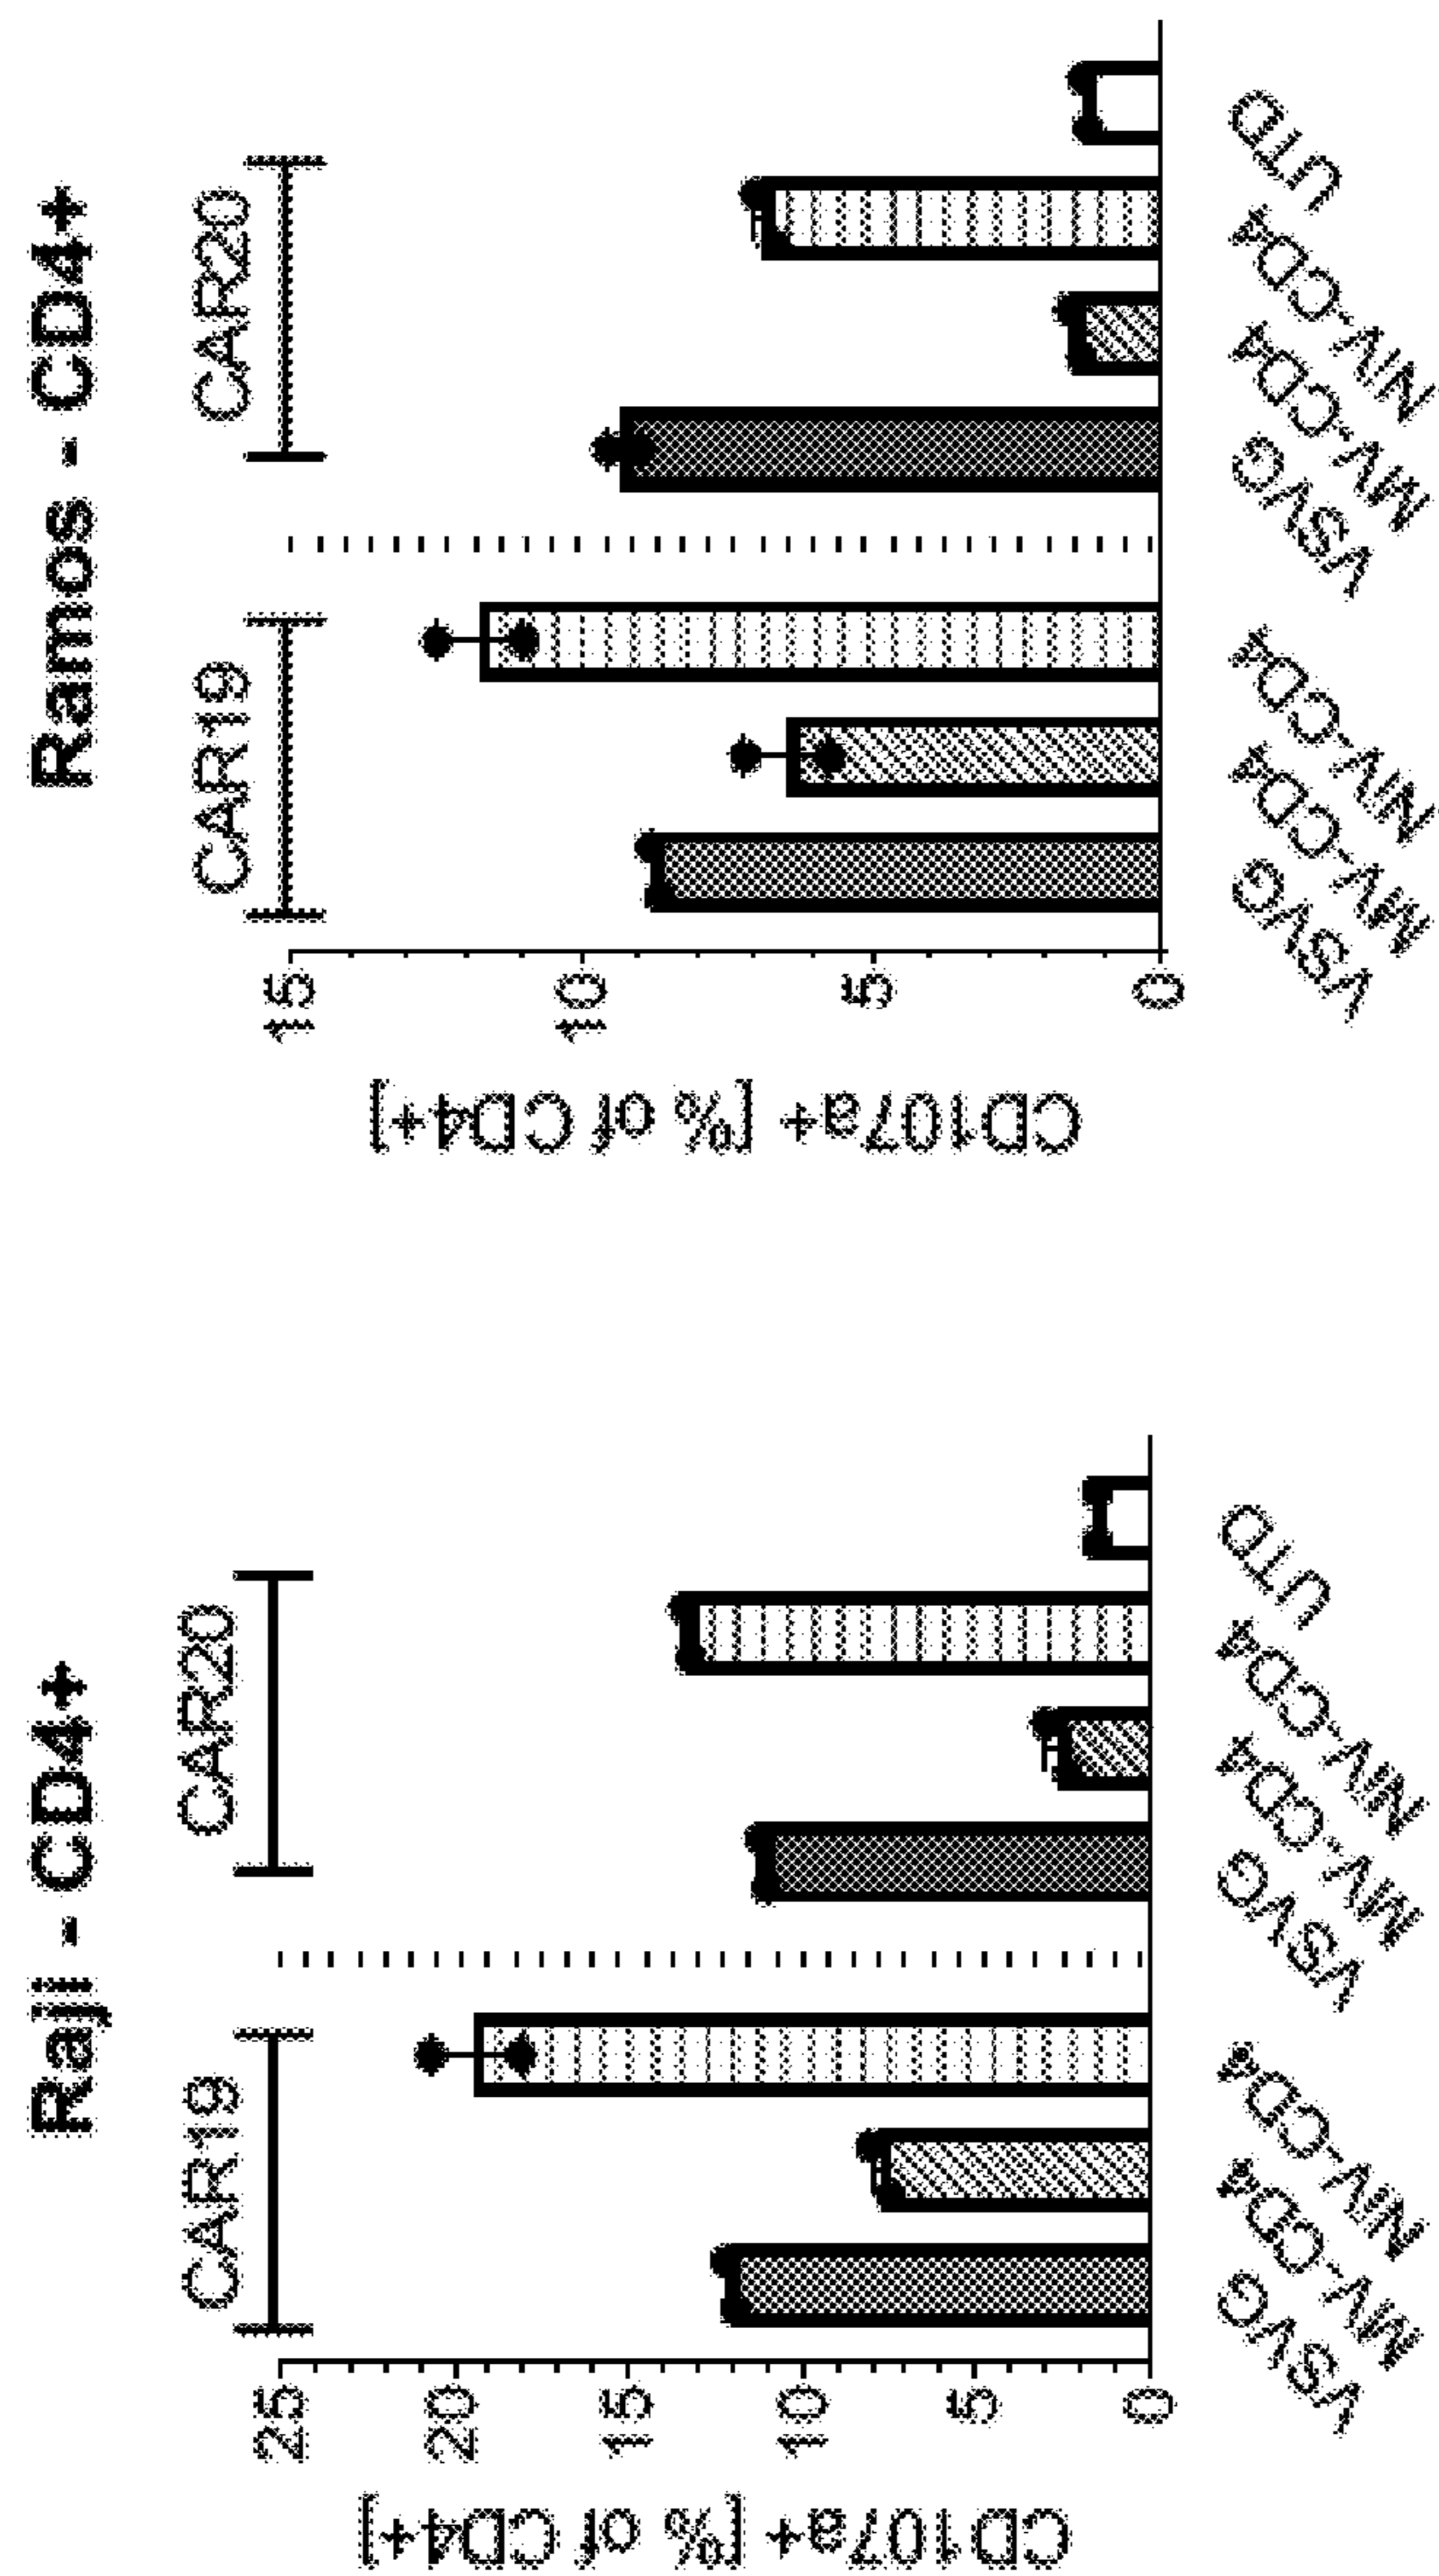 Raji - CD4+
CAR19
CAR20
CD107a+ [% of CD4+]
25
20
15
10
5
0
VSVG
MV-CD4
NiV-CD4
VSVG
MV-CD4
NiV-CD4
UTD
Ramos - CD4+
CAR19
CAR20
CD107a+ [% of CD4+]
15
10
5
0
VSVG
MV-CD4
NiV-CD4
VSVG
MV-CD4
NiV-CD4
UTD